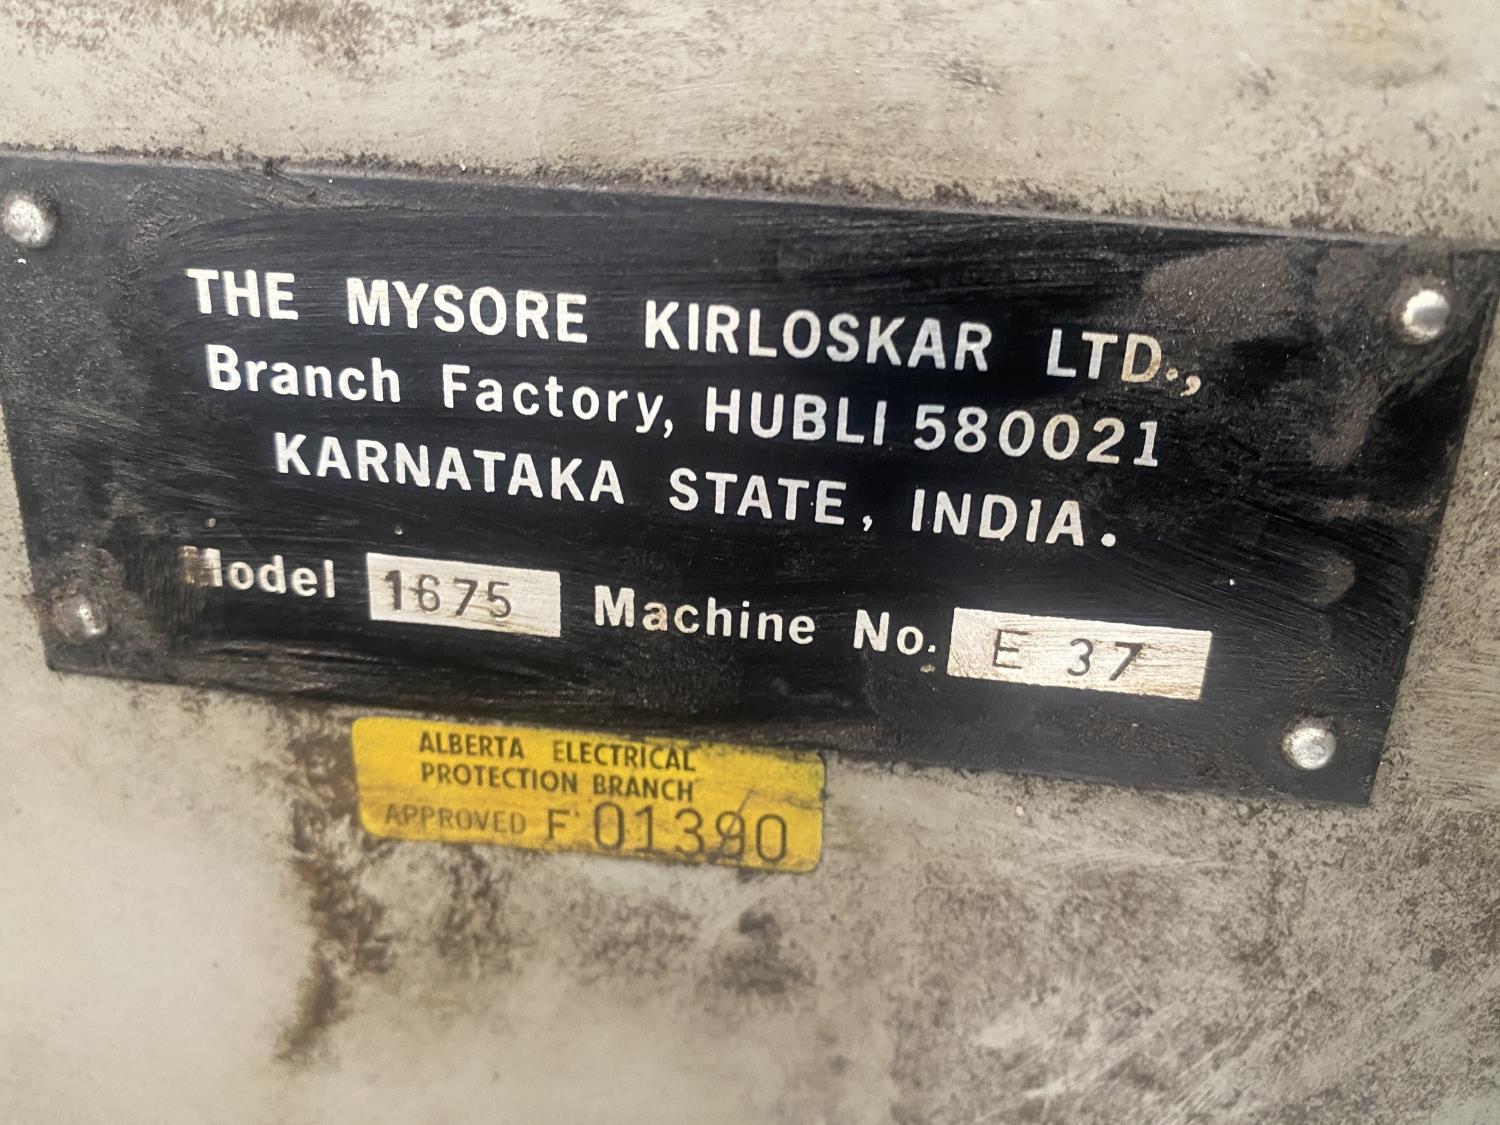 THE MYSORE KIRLOSKAR LTD.,
Branch Factory, HUBLI 580021
KARNATAKA STATE, INDIA.
Model 1675 Machine No. E 37
ALBERTA ELECTRICAL
PROTECTION BRANCH
APPROVED F 01390